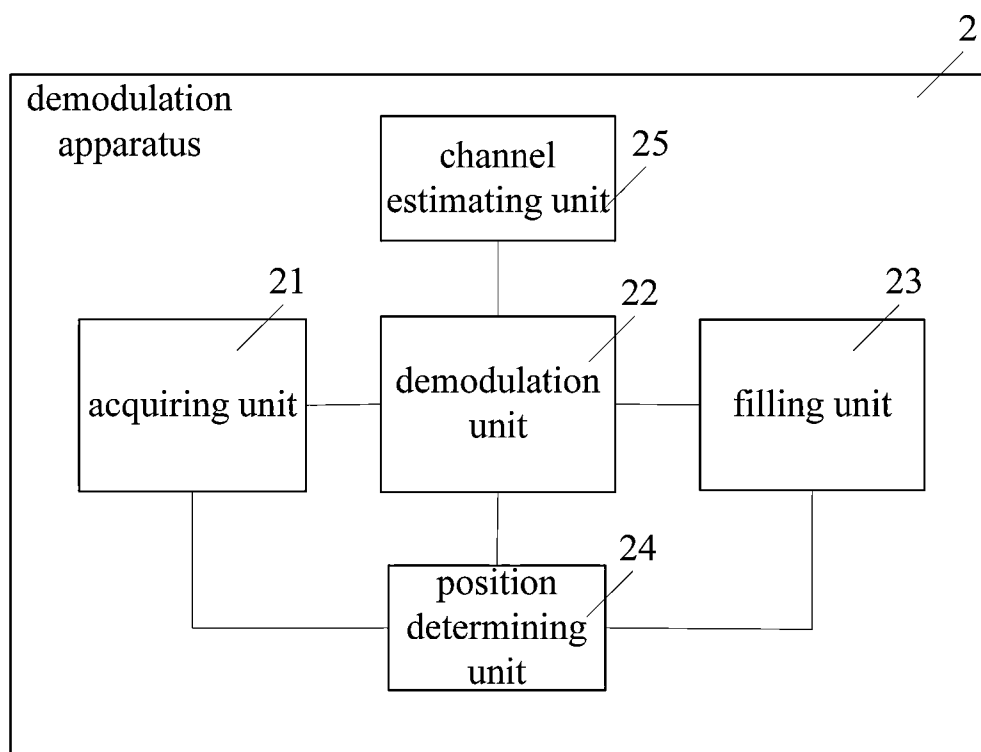 2
demodulation
apparatus
channel
estimating unit
25
21
22
23
acquiring unit
demodulation
unit
filling unit
24
position
determining
unit